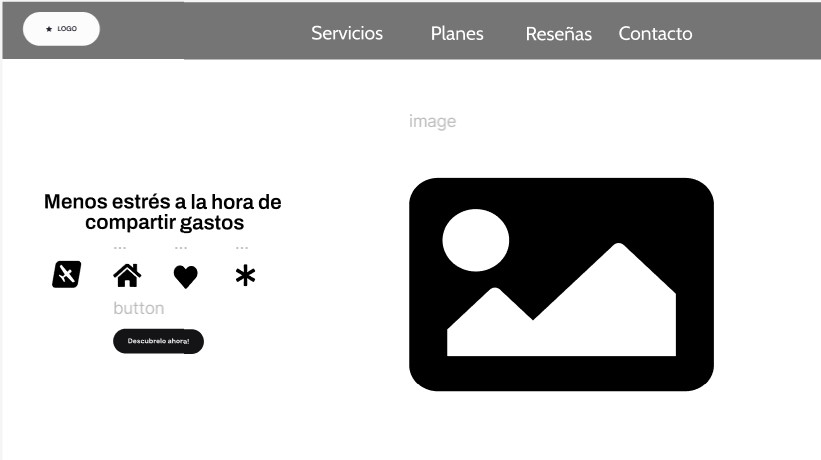 LOGO
Servicios Planes Reseñas Contacto
image
Menos estrés a la hora de
compartir gastos
... ... ...
button
Descubrelo ahora!